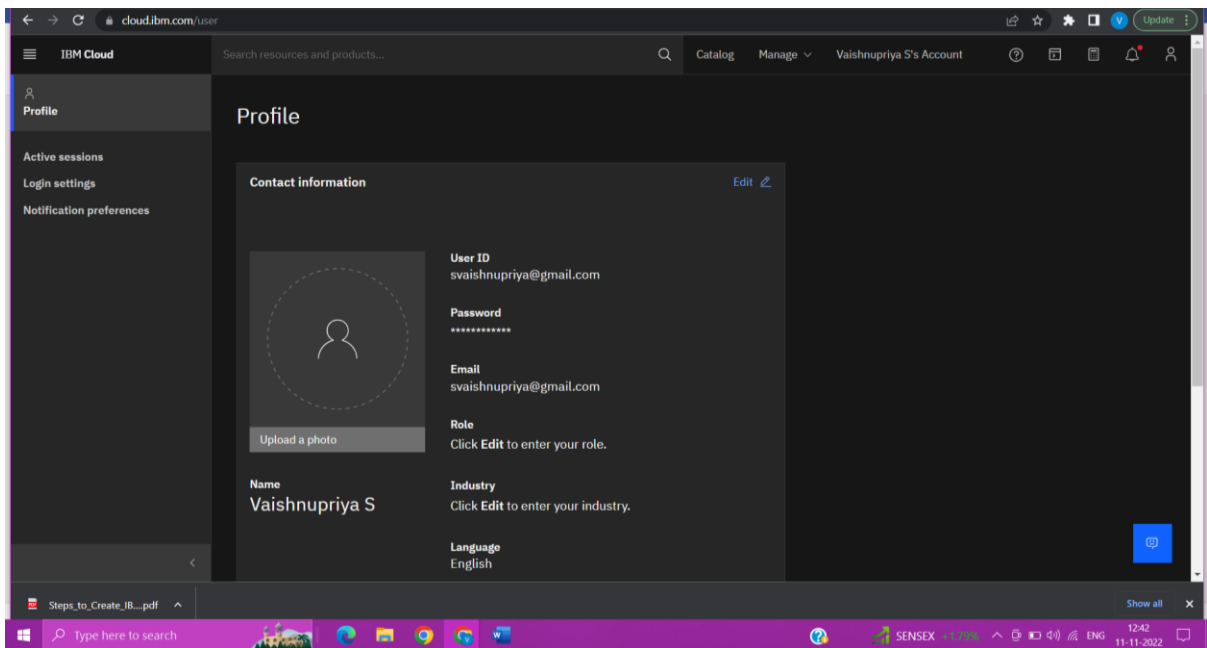 cloud.ibm.com/user
Update
IBM Cloud
Search resources and products...
Catalog
Manage
Vaishnupriya S's Account
Profile
Active sessions
Login settings
Notification preferences
Profile
Contact information
Edit
User ID
svaishnupriya@gmail.com
Password
************
Email
svaishnupriya@gmail.com
Role
Click Edit to enter your role.
Upload a photo
Name
Vaishnupriya S
Industry
Click Edit to enter your industry.
Language
English
Steps_to_Create_IB....pdf
Show all
Type here to search
SENSEX +1.79%
ENG
12:42
11-11-2022